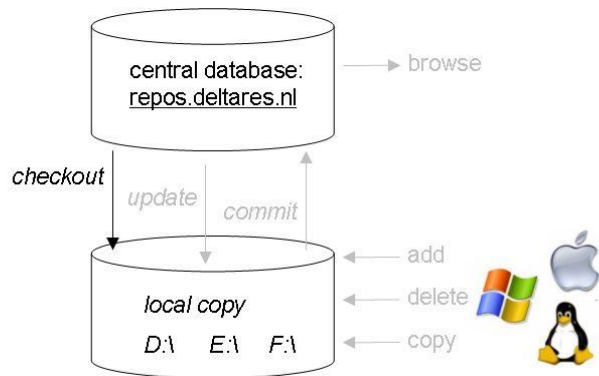 central database:
repos.deltares.nl
browse
checkout
update
commit
add
local copy
delete
D:\ E:\ F:\
copy